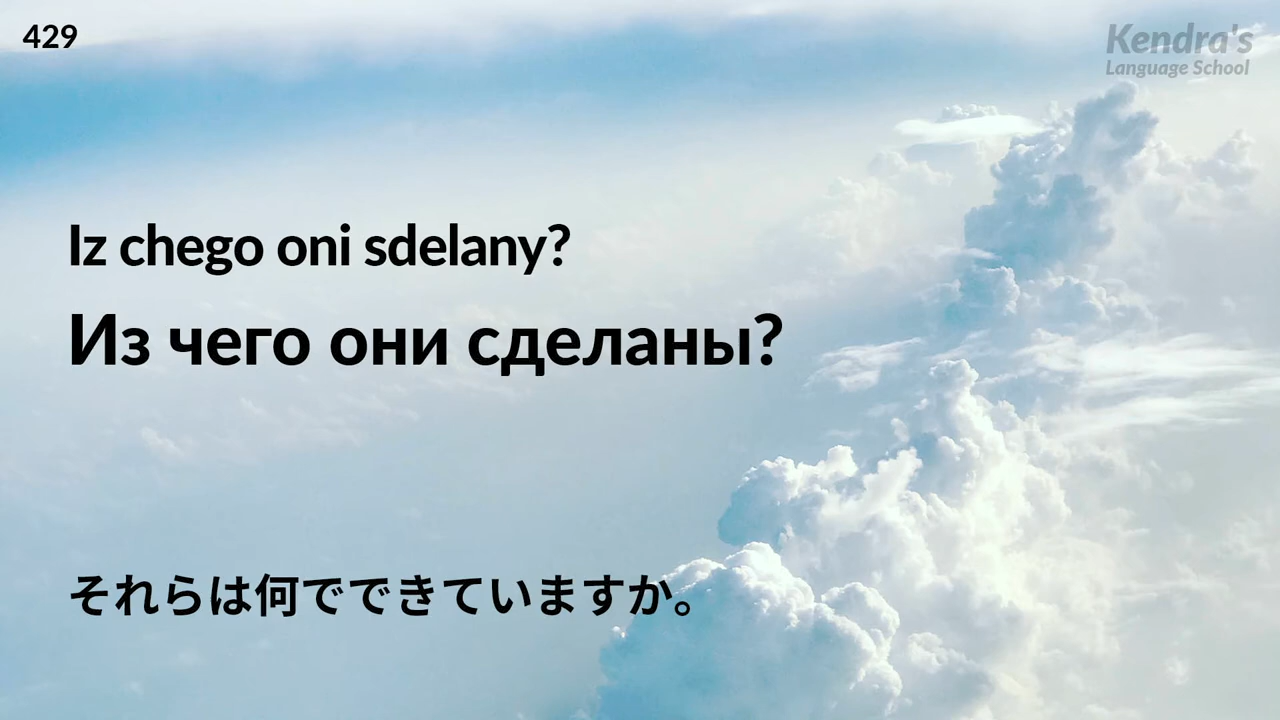 429
Kendra's
Language School
Iz chego oni sdelany?
Из чего они сделаны?
それらは何でできていますか。